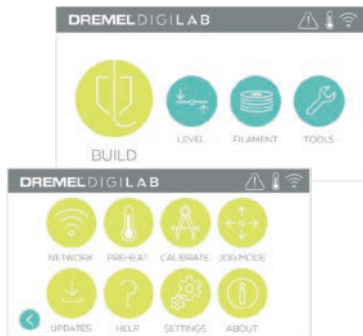 DREMEL DIGILAB
LEVEL FILAMENT TOOLS
BUILD
DREMEL DIGILAB
NETWORK PREHEAT CALIBRATE JOG MODE
UPDATES HELP SETTINGS ABOUT